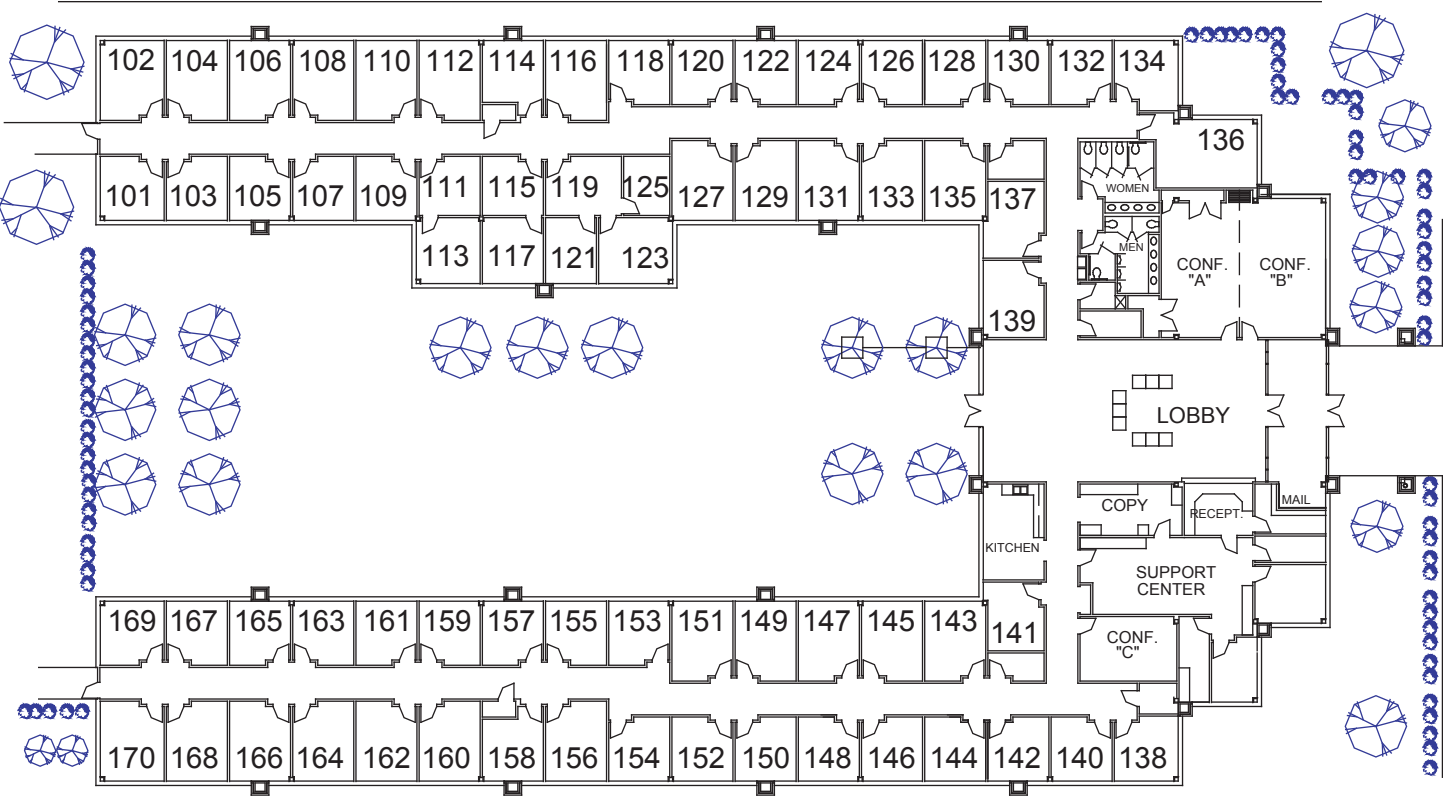 102 104 106 108 110 112 114 116 118 120 122 124 126 128 130 132 134
136
101 103 105 107 109 111 115 119 125 127 129 131 133 135 137
WOMEN
113 117 121 123
MEN
CONF.
"A"
CONF.
"B"
139
LOBBY
COPY
RECEPT.
MAIL
KITCHEN
SUPPORT
CENTER
169 167 165 163 161 159 157 155 153 151 149 147 145 143 141
CONF.
"C"
170 168 166 164 162 160 158 156 154 152 150 148 146 144 142 140 138